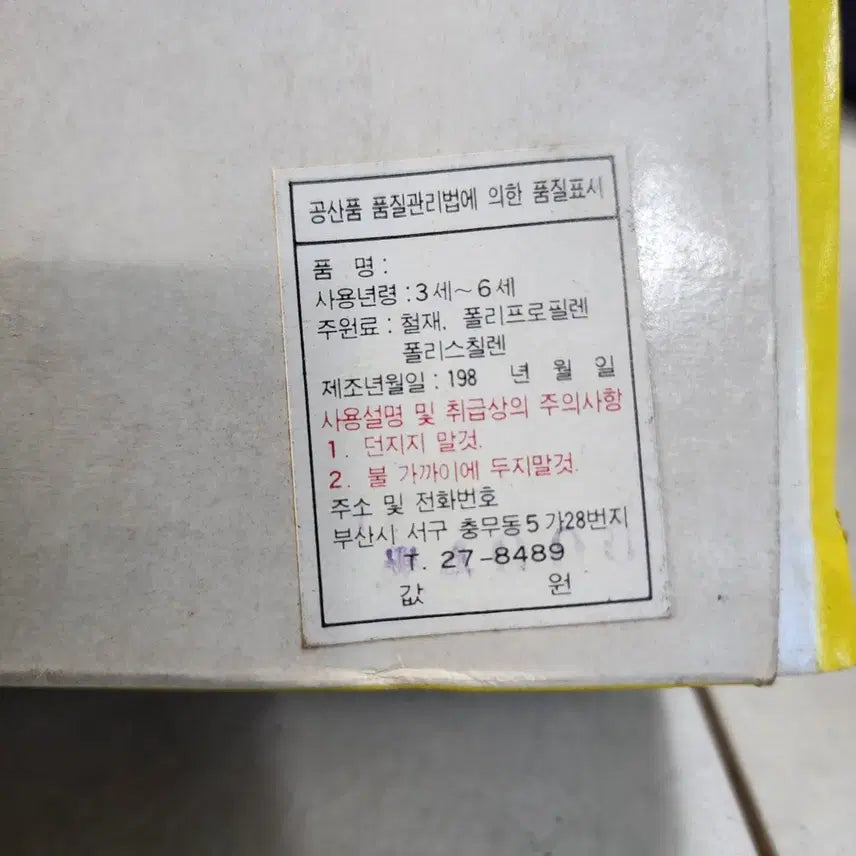 공산품 품질관리법에 의한 품질표시
품 명 :
사용년령 : 3세~6세
주원료 : 철재, 폴리프로필렌
폴리스칠렌
제조년월일 : 198 년 월 일
사용설명 및 취급상의 주의사항
1. 던지지 말것.
2. 불 가까이에 두지말것.
주소 및 전화번호
부산시 서구 충무동5가28번지
T. 27-8489
값 원